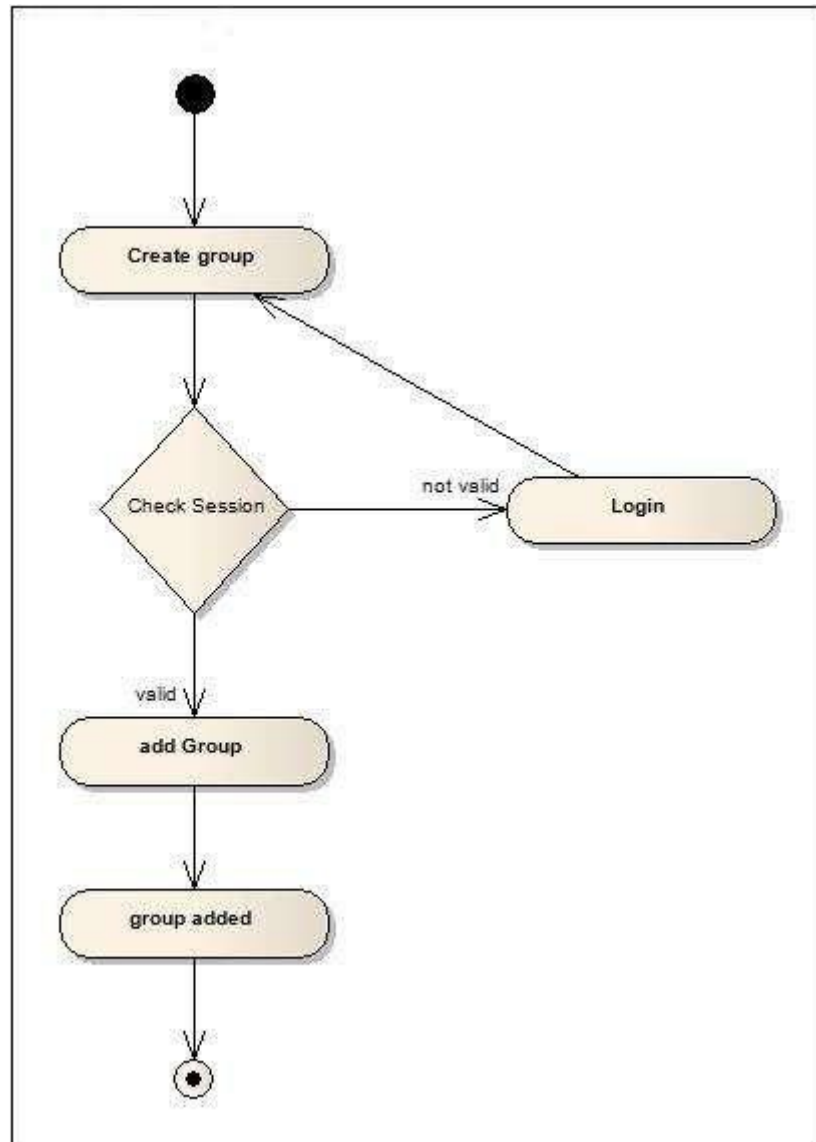 Create group
Check Session
not valid
Login
valid
add Group
group added